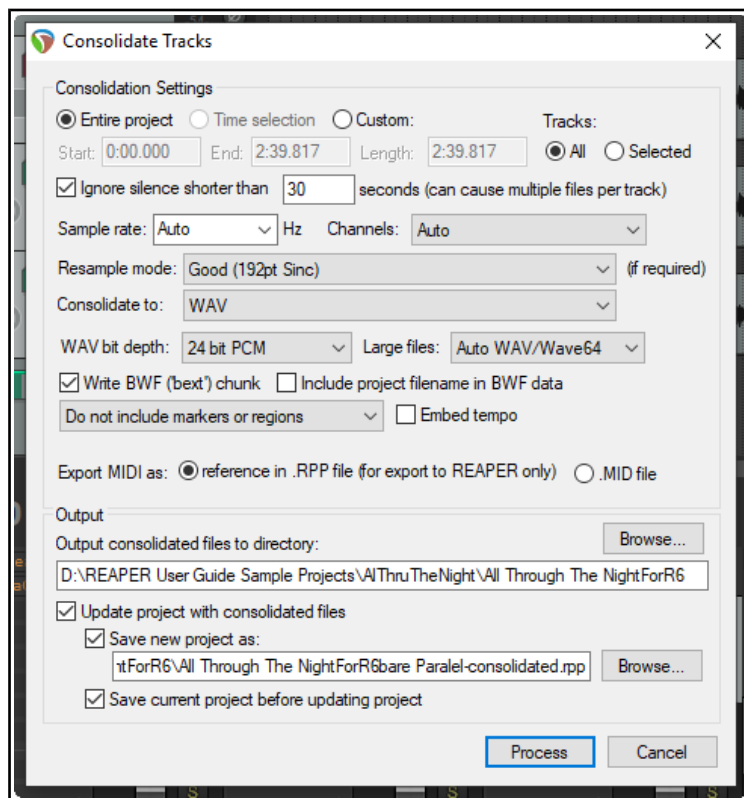 Consolidate Tracks
Consolidation Settings
Entire project Time selection Custom: Tracks:
Start: 0:00.000 End: 2:39.817 Length: 2:39.817 All Selected
Ignore silence shorter than 30 seconds (can cause multiple files per track)
Sample rate: Auto Hz Channels: Auto
Resample mode: Good (192pt Sinc) (if required)
Consolidate to: WAV
WAV bit depth: 24 bit PCM Large files: Auto WAV/Wave64
Write BWF ('bext') chunk Include project filename in BWF data
Do not include markers or regions Embed tempo
Export MIDI as: reference in .RPP file (for export to REAPER only) .MID file
Output
Output consolidated files to directory: Browse...
D:\REAPER User Guide Sample Projects\AlThruTheNight\All Through The NightForR6
Update project with consolidated files
Save new project as:
ntForR6\All Through The NightForR6bare Paralel-consolidated.rpp Browse...
Save current project before updating project
Process Cancel
S S